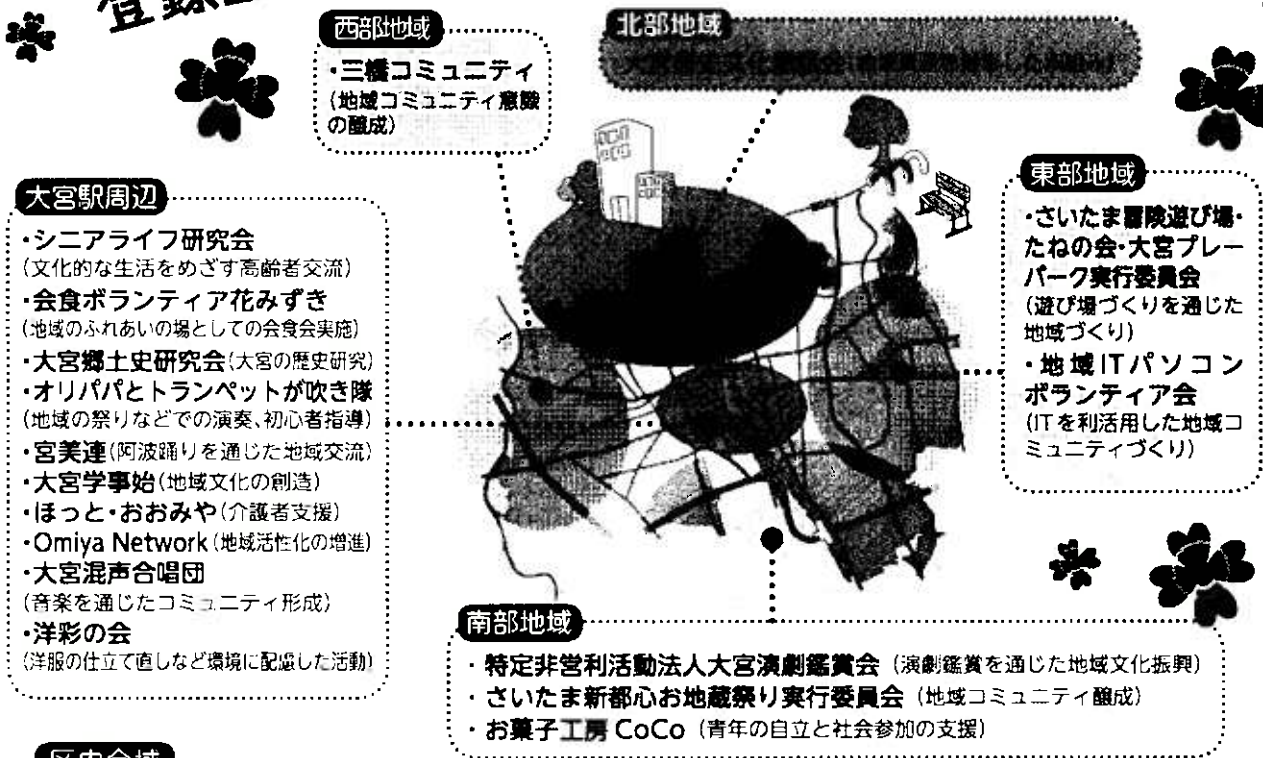 登録
西部地域
・三橋コミュニティ
(地域コミュニティ意識
の醸成)
北部地域
大宮駅周辺
・シニアライフ研究会
(文化的な生活をめざす高齢者交流)
・会食ボランティア花みずき
(地域のふれあいの場としての会食会実施)
・大宮郷土史研究会(大宮の歴史研究)
・オリパパとトランペットが吹き隊
(地域の祭りなどでの演奏、初心者指導)
・宮美連(阿波踊りを通じた地域交流)
・大宮学事始(地域文化の創造)
・ほっと・おおみや(介護者支援)
・Omiya Network(地域活性化の増進)
・大宮混声合唱団
(音楽を通じたコミュニティ形成)
・洋彩の会
(洋服の仕立て直しなど環境に配慮した活動)
東部地域
・さいたま冒険遊び場・
たねの会・大宮プレー
パーク実行委員会
(遊び場づくりを通じた
地域づくり)
・地域ITパソコン
ボランティア会
(ITを利活用した地域コ
ミュニティづくり)
南部地域
・特定非営利活動法人大宮演劇鑑賞会(演劇鑑賞を通じた地域文化振興)
・さいたま新都心お地蔵祭り実行委員会(地域コミュニティ醸成)
・お菓子工房 CoCo(青年の自立と社会参加の支援)
区内全域